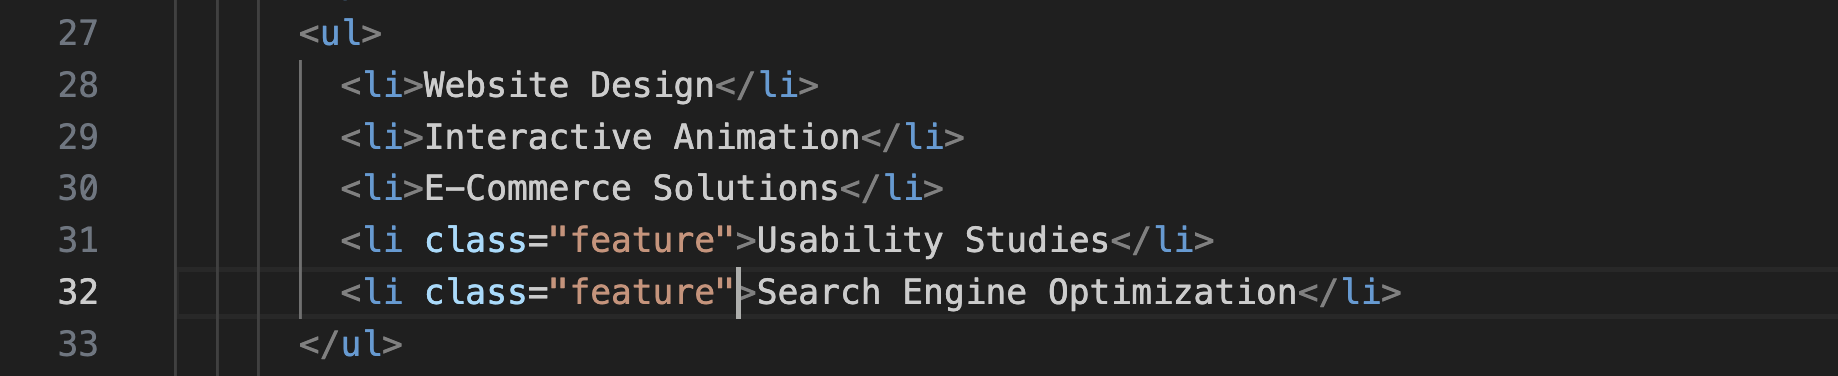 27 <ul>
28 <li>Website Design</li>
29 <li>Interactive Animation</li>
30 <li>E-Commerce Solutions</li>
31 <li class="feature">Usability Studies</li>
32 <li class="feature">Search Engine Optimization</li>
33 </ul>